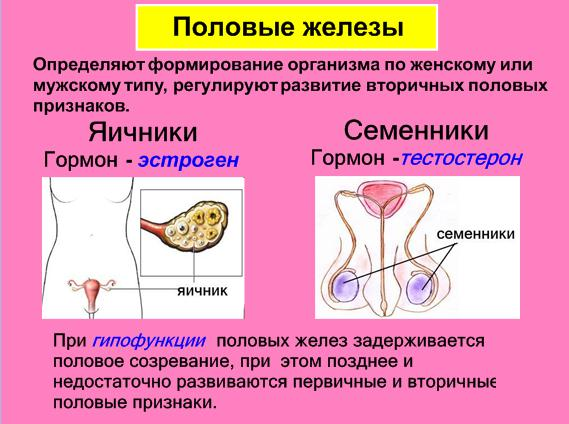 Половые железы
Определяют формирование организма по женскому или
мужскому типу, регулируют развитие вторичных половых
признаков.
Яичники
Гормон - эстроген
Семенники
Гормон -тестостерон
яичник
семенники
При гипофункции половых желез задерживается
половое созревание, при этом позднее и
недостаточно развиваются первичные и вторичные
половые признаки.